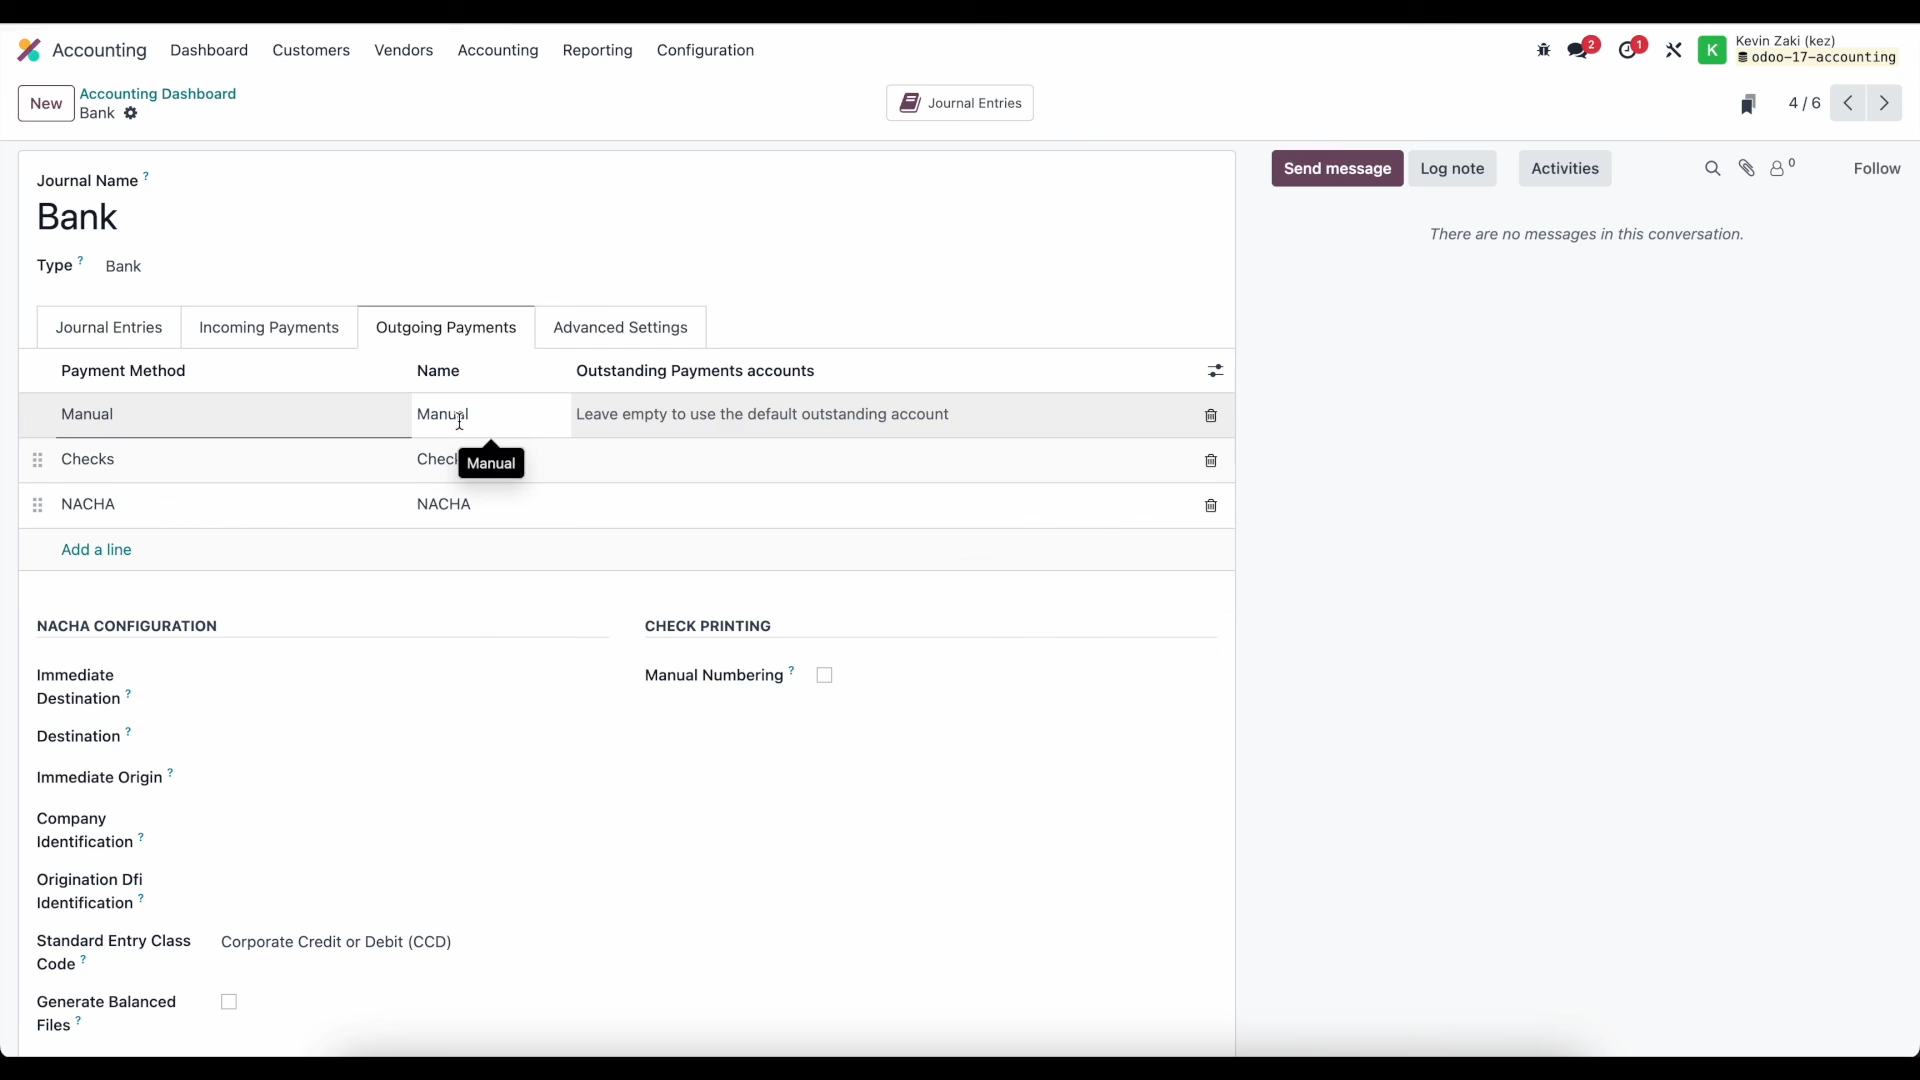 Accounting Dashboard Customers Vendors Accounting Reporting Configuration 2 1 K Kevin Zaki (kez)
odoo-17-accounting
New Accounting Dashboard
Bank Journal Entries 4 / 6
Journal Name ?
Bank
Type ? Bank
Send message Log note Activities 0 Follow
There are no messages in this conversation.
Journal Entries Incoming Payments Outgoing Payments Advanced Settings
Payment Method Name Outstanding Payments accounts
Manual Manual Leave empty to use the default outstanding account
Checks Check
Manual
NACHA NACHA
Add a line
NACHA CONFIGURATION
Immediate
Destination ?
Destination ?
Immediate Origin ?
Company
Identification ?
Origination Dfi
Identification ?
Standard Entry Class
Code ?
Corporate Credit or Debit (CCD)
Generate Balanced
Files ?
CHECK PRINTING
Manual Numbering ?